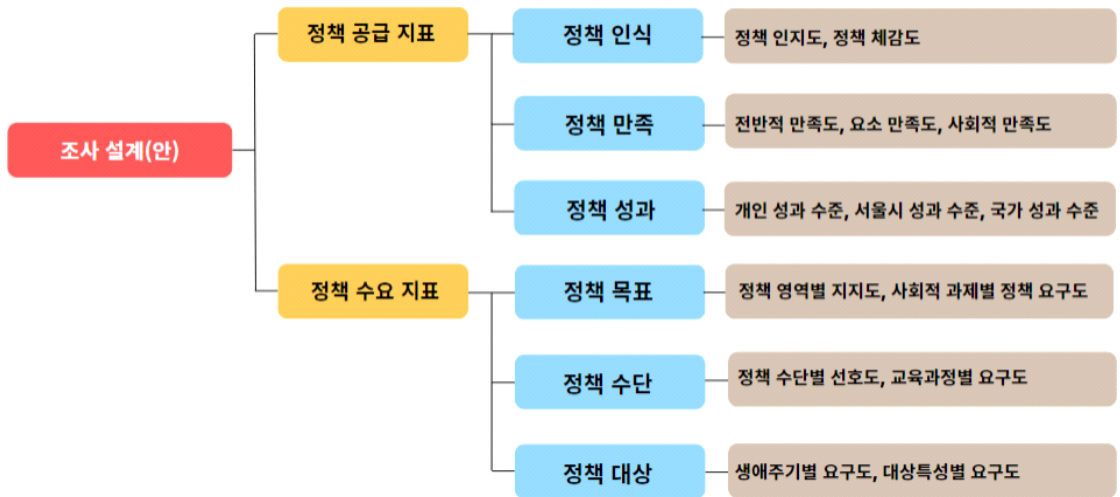 조사 설계(안)
정책 공급 지표
정책 인식
정책 인지도, 정책 체감도
정책 만족
전반적 만족도, 요소 만족도, 사회적 만족도
정책 성과
개인 성과 수준, 서울시 성과 수준, 국가 성과 수준
정책 수요 지표
정책 목표
정책 영역별 지지도, 사회적 과제별 정책 요구도
정책 수단
정책 수단별 선호도, 교육과정별 요구도
정책 대상
생애주기별 요구도, 대상특성별 요구도